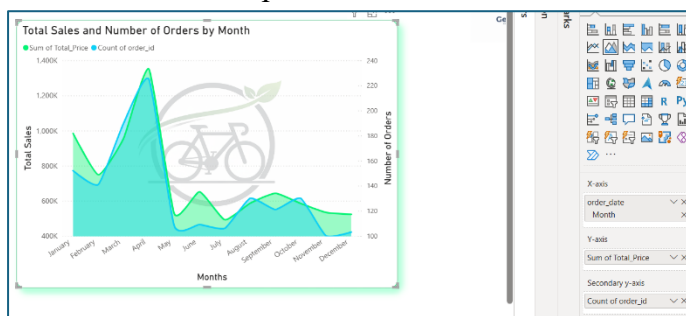 Total Sales and Number of Orders by Month
Sum of Total_Price Count of order_id
1,400K
1,000K
800K
600K
400K
Total Sales
240
220
200
180
160
140
120
100
Number of Orders
January
February
March
April
May
June
July
August
September
October
November
December
Months
Ge
arks
R
Py
X-axis
order_date
Month
Y-axis
Sum of Total_Price
Secondary y-axis
Count of order_id